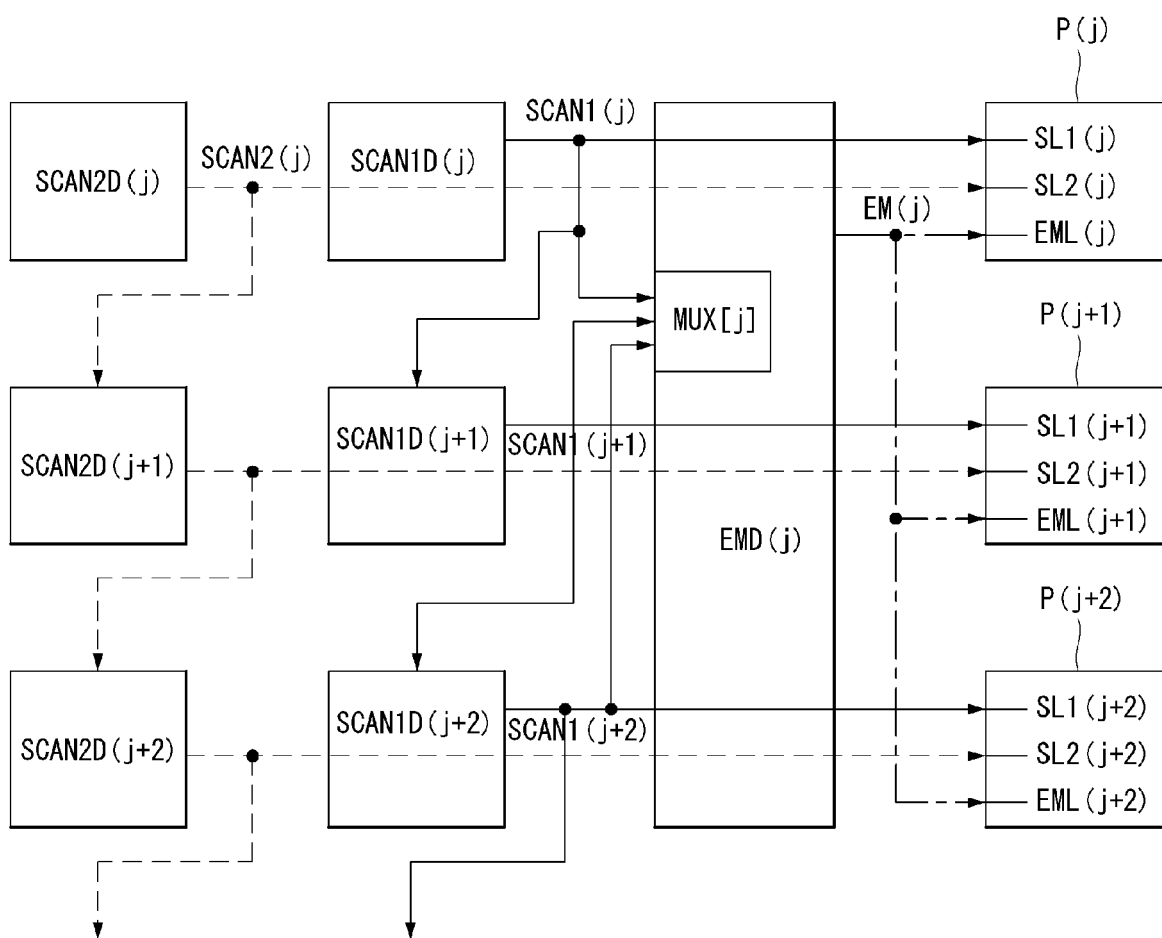 P(j)
SCAN2D(j)
SCAN2(j)
SCAN1D(j)
SCAN1(j)
SL1(j)
SL2(j)
EML(j)
EM(j)
MUX[j]
P(j+1)
SCAN2D(j+1)
SCAN1D(j+1)
SCAN1(j+1)
SL1(j+1)
SL2(j+1)
EML(j+1)
EMD(j)
P(j+2)
SCAN2D(j+2)
SCAN1D(j+2)
SCAN1(j+2)
SL1(j+2)
SL2(j+2)
EML(j+2)